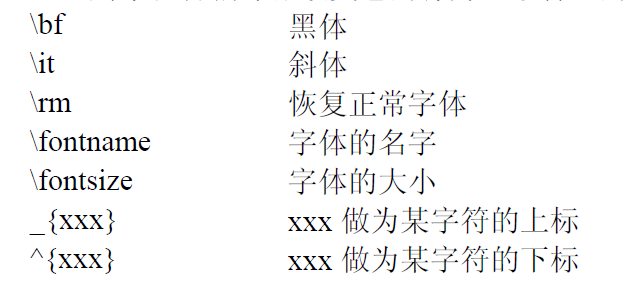 \bf 黑体
\it 斜体
\rm 恢复正常字体
\fontname 字体的名字
\fontsize 字体的大小
_{xxx} xxx 做为某字符的上标
^{xxx} xxx 做为某字符的下标